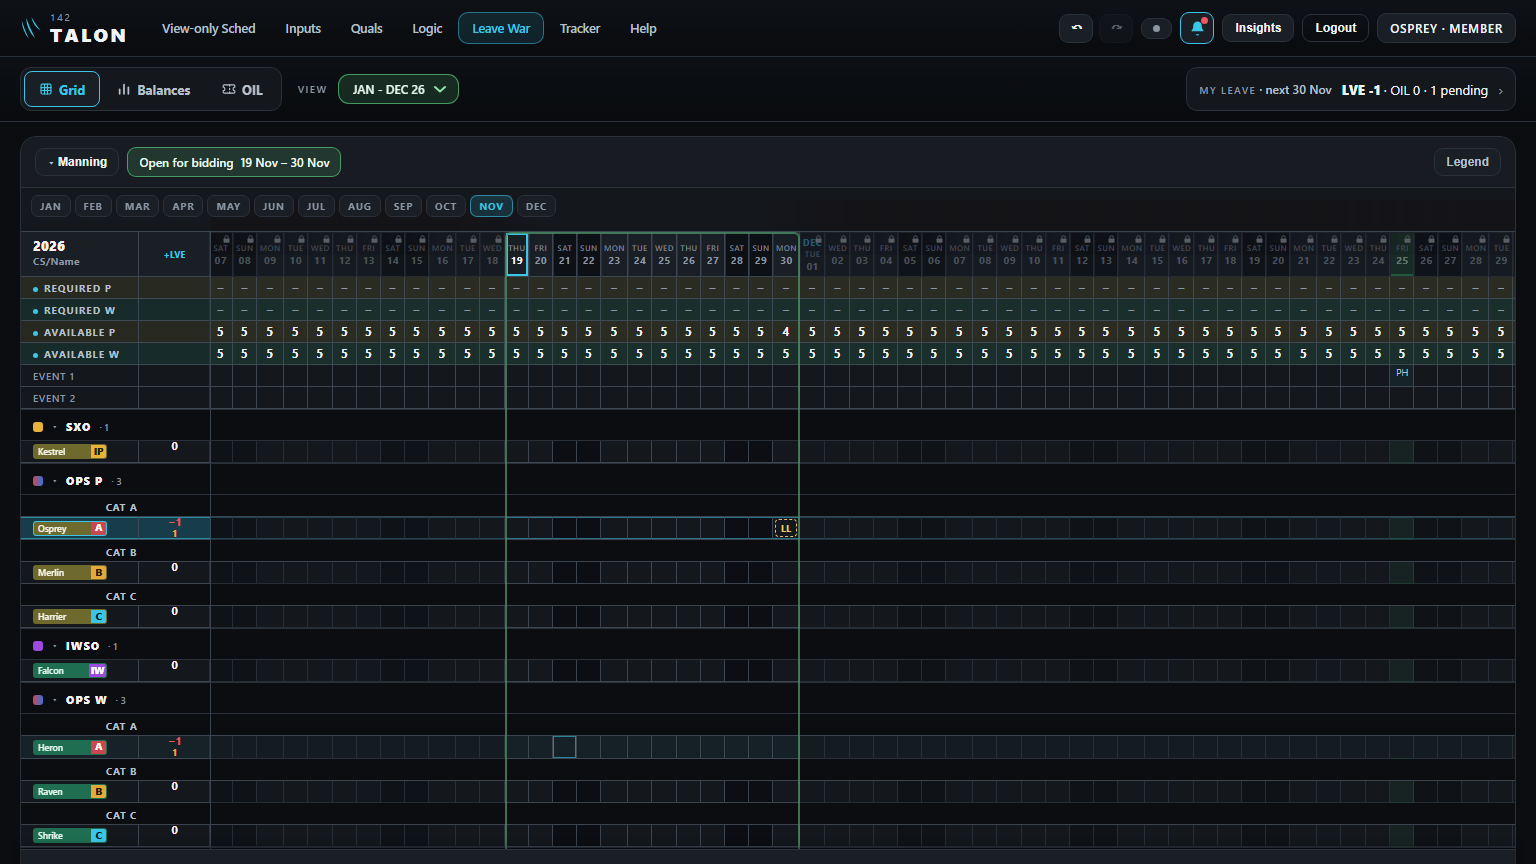 142
TALON
View-only Sched Inputs Quals Logic Leave War Tracker Help
Insights Logout OSPREY · MEMBER
Grid Balances OIL VIEW JAN - DEC 26
MY LEAVE · next 30 Nov LVE -1 · OIL 0 · 1 pending ›
Manning Open for bidding 19 Nov – 30 Nov Legend
JAN FEB MAR APR MAY JUN JUL AUG SEP OCT NOV DEC
2026
CS/Name
+LVE
DEC
SAT SUN MON TUE WED THU FRI SAT SUN MON TUE WED THU FRI SAT SUN MON TUE WED THU FRI SAT SUN MON TUE WED THU FRI SAT SUN MON TUE WED THU FRI SAT SUN MON TUE WED THU FRI SAT SUN MON TUE WED THU FRI SAT SUN MON TUE
07 08 09 10 11 12 13 14 15 16 17 18 19 20 21 22 23 24 25 26 27 28 29 30 01 02 03 04 05 06 07 08 09 10 11 12 13 14 15 16 17 18 19 20 21 22 23 24 25 26 27 28 29
REQUIRED P – – – – – – – – – – – – – – – – – – – – – – – – – – – – – – – – – – – – – – – – – – – – – – – – – – – – –
REQUIRED W – – – – – – – – – – – – – – – – – – – – – – – – – – – – – – – – – – – – – – – – – – – – – – – – – – – – –
AVAILABLE P 5 5 5 5 5 5 5 5 5 5 5 5 5 5 5 5 5 5 5 5 5 5 5 4 5 5 5 5 5 5 5 5 5 5 5 5 5 5 5 5 5 5 5 5 5 5 5 5 5 5 5 5 5
AVAILABLE W 5 5 5 5 5 5 5 5 5 5 5 5 5 5 5 5 5 5 5 5 5 5 5 5 5 5 5 5 5 5 5 5 5 5 5 5 5 5 5 5 5 5 5 5 5 5 5 5 5 5 5 5 5
EVENT 1 PH
EVENT 2
SXO · 1
Kestrel IP 0
OPS P · 3
CAT A
Osprey A -1 LL
1
CAT B
Merlin B 0
CAT C
Harrier C 0
IWSO · 1
Falcon IW 0
OPS W · 3
CAT A
Heron A -1
1
CAT B
Raven B 0
CAT C
Shrike C 0